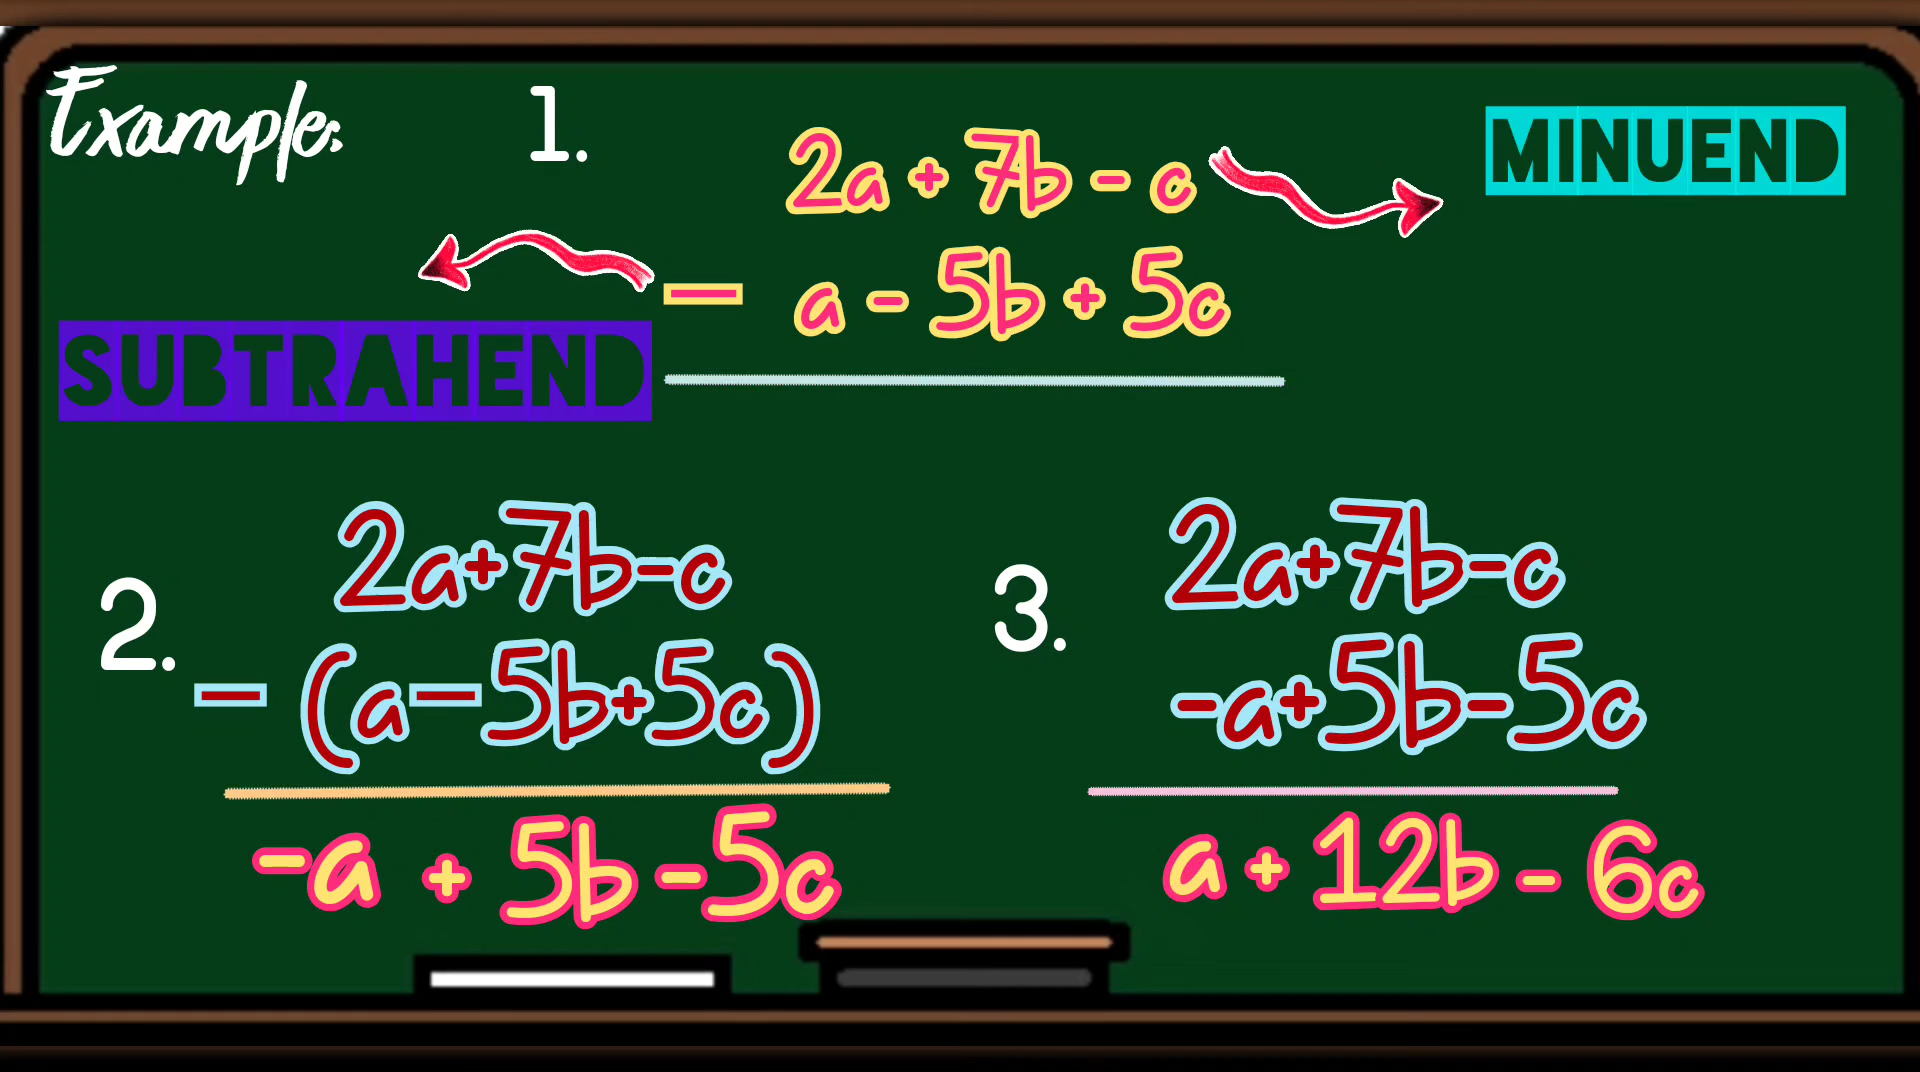 Example:
1.
2a + 7b - c
MINUEND
- a - 5b + 5c
SUBTRAHEND
2.
2a+7b-c
- (a-5b+5c)
-a + 5b -5c
3.
2a+7b-c
-a+5b-5c
a + 12b - 6c